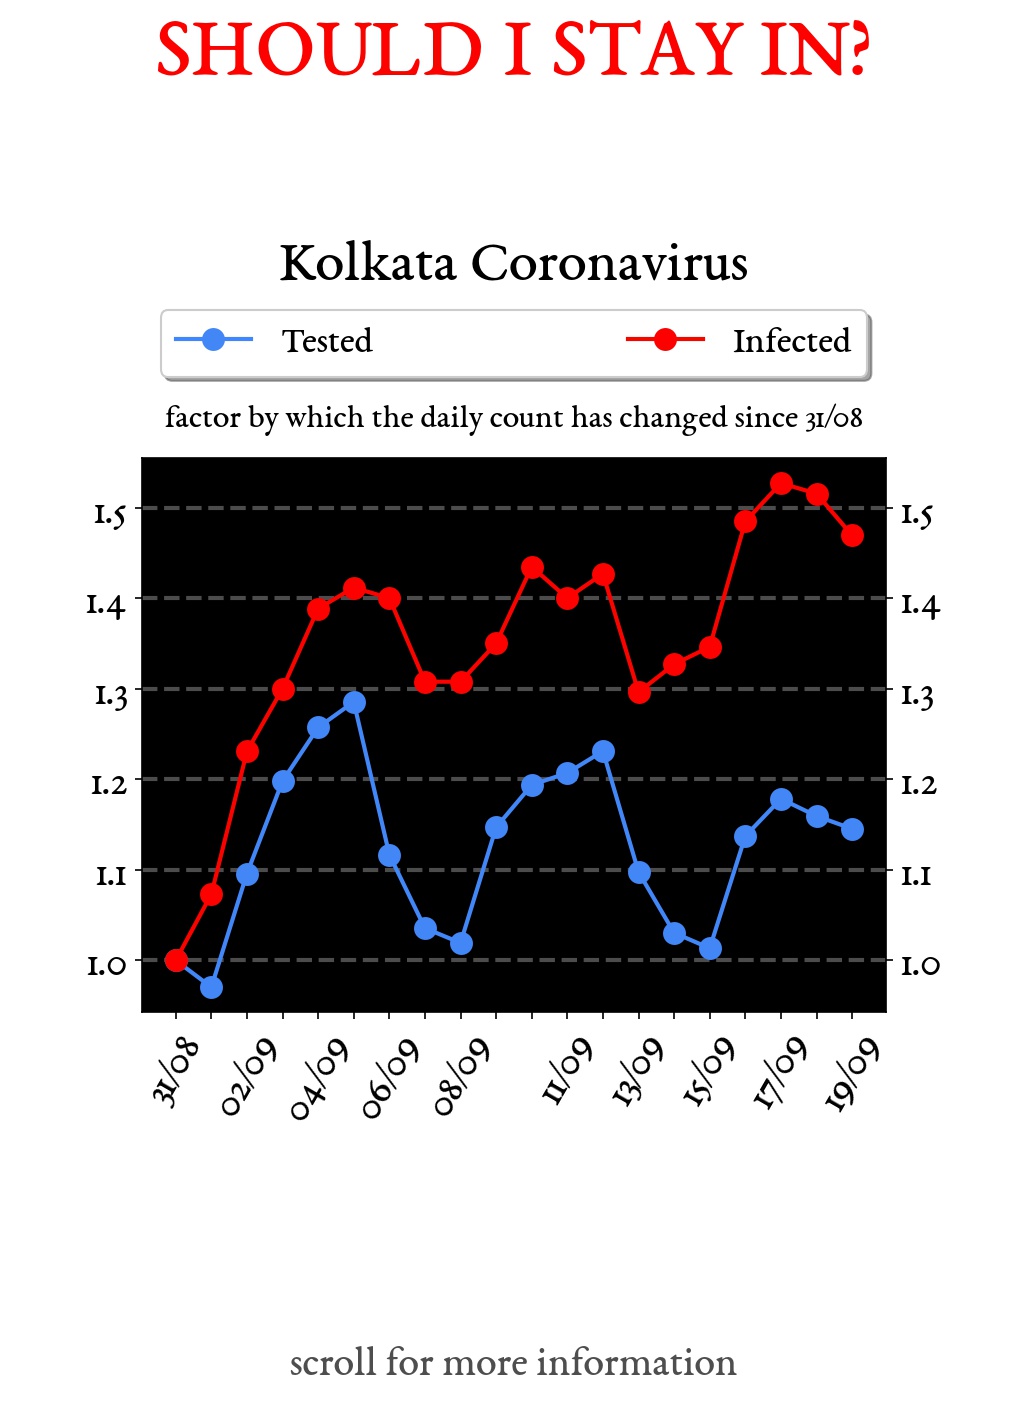 SHOULD I STAY IN?
Kolkata Coronavirus
Tested Infected
factor by which the daily count has changed since 31/08
1.5 1.5
1.4 1.4
1.3 1.3
1.2 1.2
1.1 1.1
1.0 1.0
31/08 02/09 04/09 06/09 08/09 11/09 13/09 15/09 17/09 19/09
scroll for more information